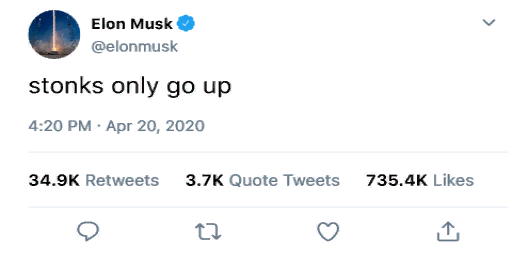 Elon Musk
@elonmusk
stonks only go up
4:20 PM · Apr 20, 2020
34.9K Retweets 3.7K Quote Tweets 735.4K Likes